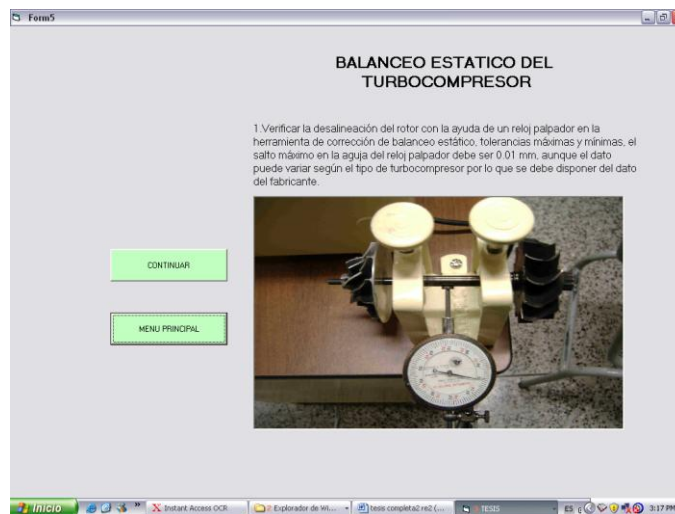 Form5
BALANCEO ESTATICO DEL
TURBOCOMPRESOR
1.Verificar la desalineación del rotor con la ayuda de un reloj palpador en la
herramienta de corrección de balanceo estático, tolerancias máximas y mínimas, el
salto máximo en la aguja del reloj palpador debe ser 0.01 mm, aunque el dato
puede variar según el tipo de turbocompresor por lo que se debe disponer del dato
del fabricante.
CONTINUAR
MENU PRINCIPAL
Inicio
Instant Access OCR
2 Explorador de Wi...
tesis completa2 re2 (...
TESIS
ES
3:17 PM